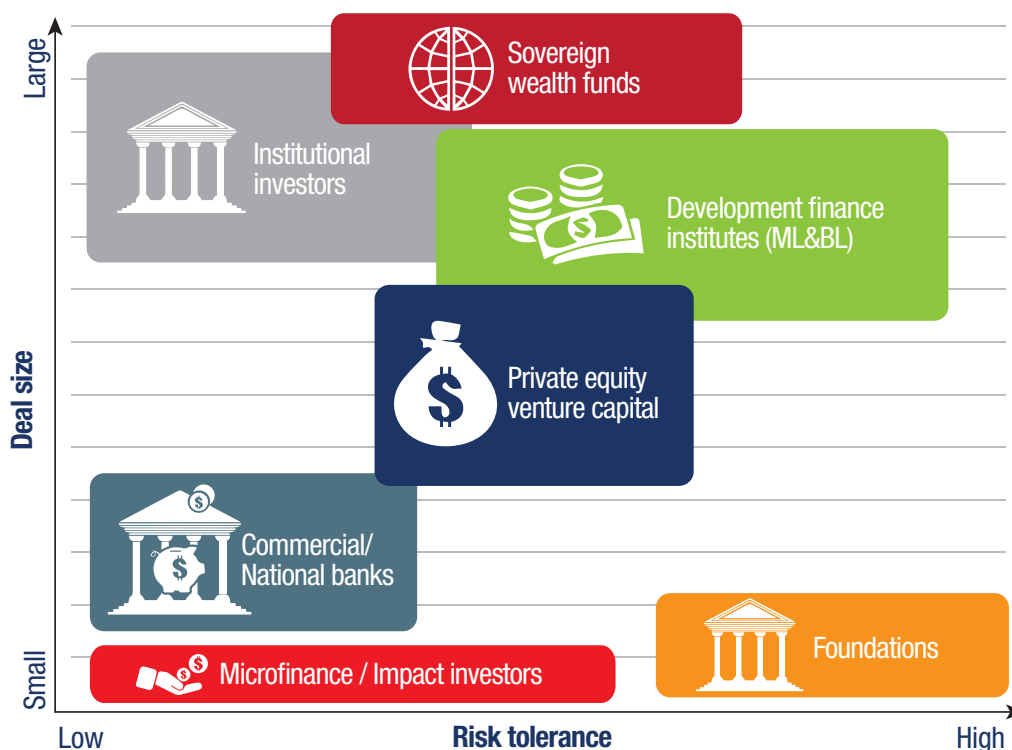 Large
Sovereign
wealth funds
Institutional
investors
Development finance
institutes (ML&BL)
$
Deal size
$
Private equity
venture capital
$
Commercial/
National banks
$
Foundations
$
$
Microfinance / Impact investors
Small
Low
Risk tolerance
High